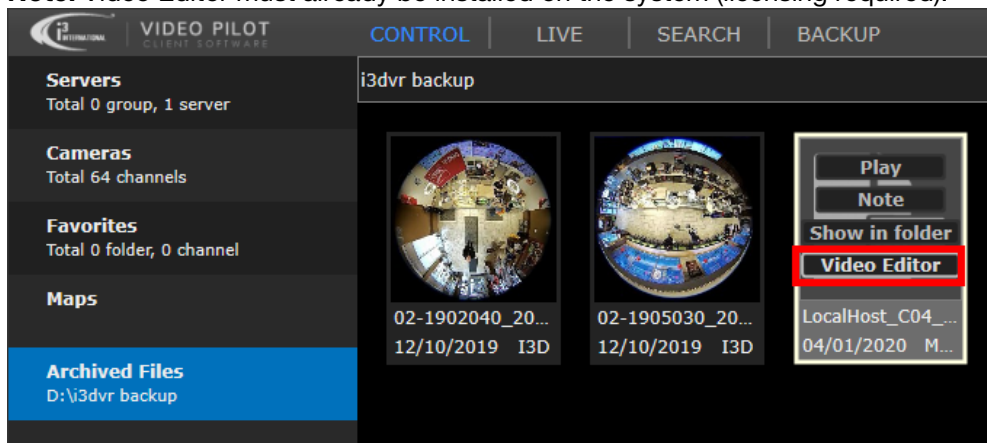 Note: Video Editor must already be installed on the system (licensing required).
i3 INTERNATIONAL
VIDEO PILOT
CLIENT SOFTWARE
CONTROL
LIVE
SEARCH
BACKUP
Servers
Total 0 group, 1 server
Cameras
Total 64 channels
Favorites
Total 0 folder, 0 channel
Maps
Archived Files
D:\i3dvr backup
i3dvr backup
02-1902040_20...
12/10/2019 I3D
02-1905030_20...
12/10/2019 I3D
Play
Note
Show in folder
Video Editor
LocalHost_C04_...
04/01/2020 M...